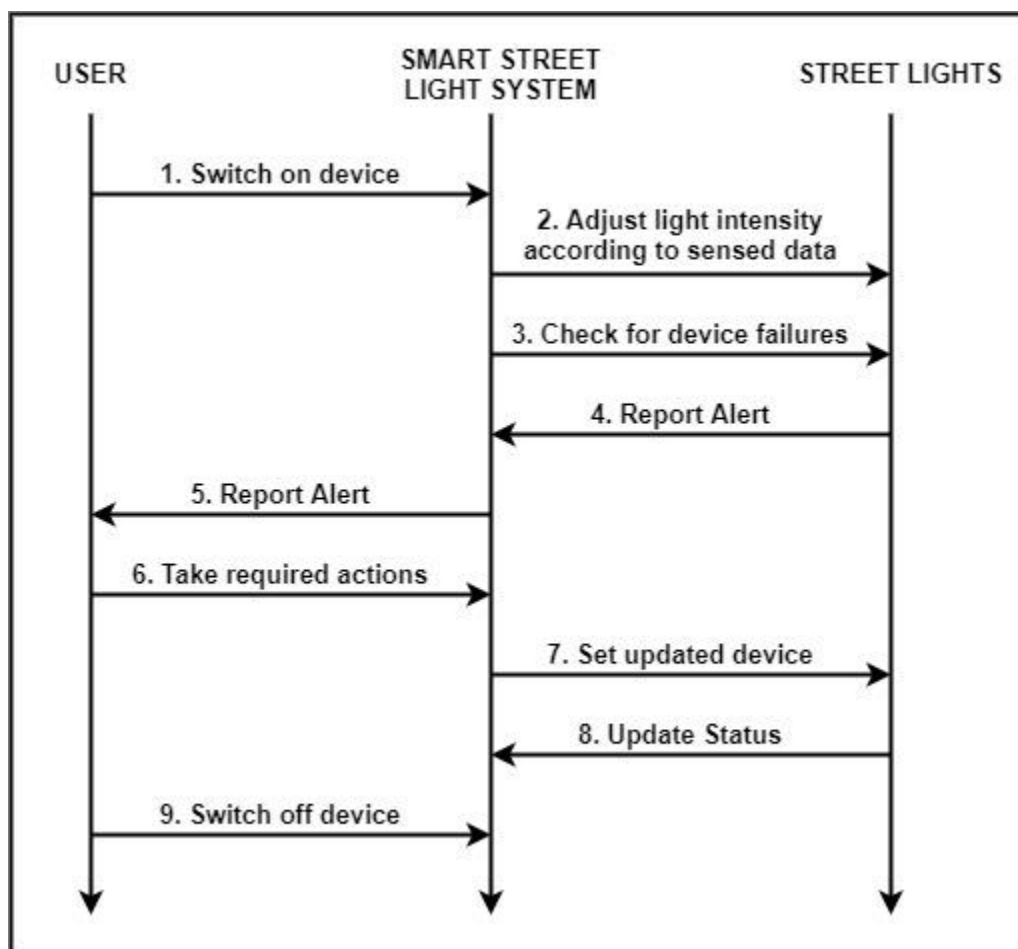 USER
SMART STREET
LIGHT SYSTEM
STREET LIGHTS
1. Switch on device
2. Adjust light intensity
according to sensed data
3. Check for device failures
4. Report Alert
5. Report Alert
6. Take required actions
7. Set updated device
8. Update Status
9. Switch off device